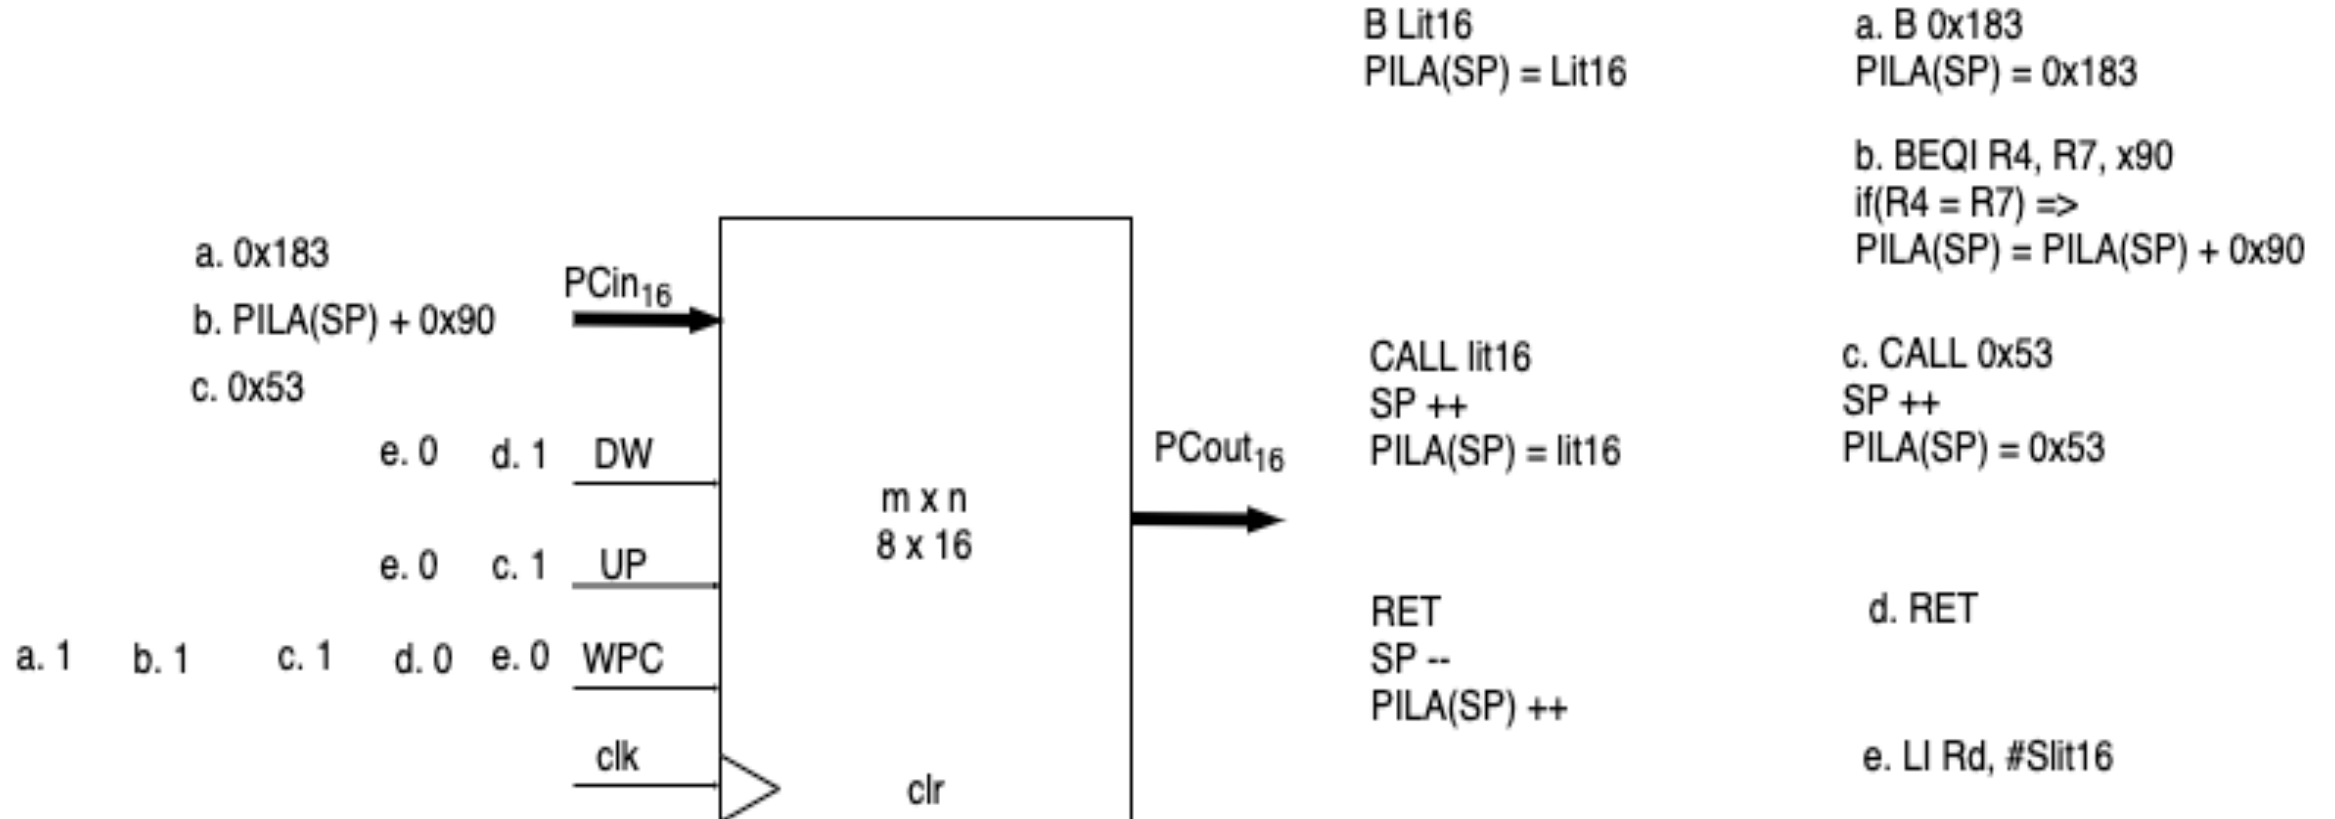 B Lit16
PILA(SP) = Lit16
a. B 0x183
PILA(SP) = 0x183
b. BEQI R4, R7, x90
if(R4 = R7) =>
PILA(SP) = PILA(SP) + 0x90
a. 0x183
b. PILA(SP) + 0x90
c. 0x53
PCin16
e. 0 d. 1 DW
e. 0 c. 1 UP
a. 1 b. 1 c. 1 d. 0 e. 0 WPC
clk
m x n
8 x 16
clr
PCout16
CALL lit16
SP ++
PILA(SP) = lit16
c. CALL 0x53
SP ++
PILA(SP) = 0x53
RET
SP --
PILA(SP) ++
d. RET
e. LI Rd, #Slit16